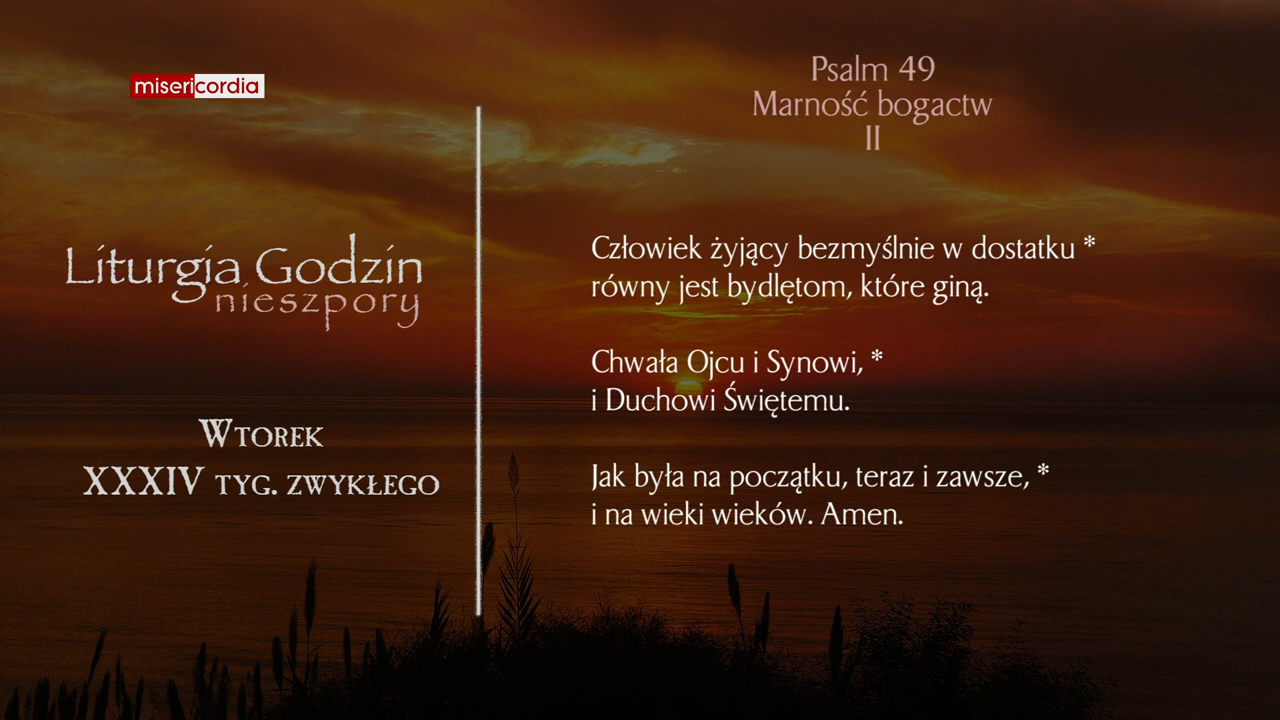 misericordia
Liturgia Godzin
nieszpory
Wtorek
XXXIV tyg. zwykłego
Psalm 49
Marność bogactw
II
Człowiek żyjący bezmyślnie w dostatku *
równy jest bydlętom, które giną.
Chwała Ojcu i Synowi, *
i Duchowi Świętemu.
Jak była na początku, teraz i zawsze, *
i na wieki wieków. Amen.